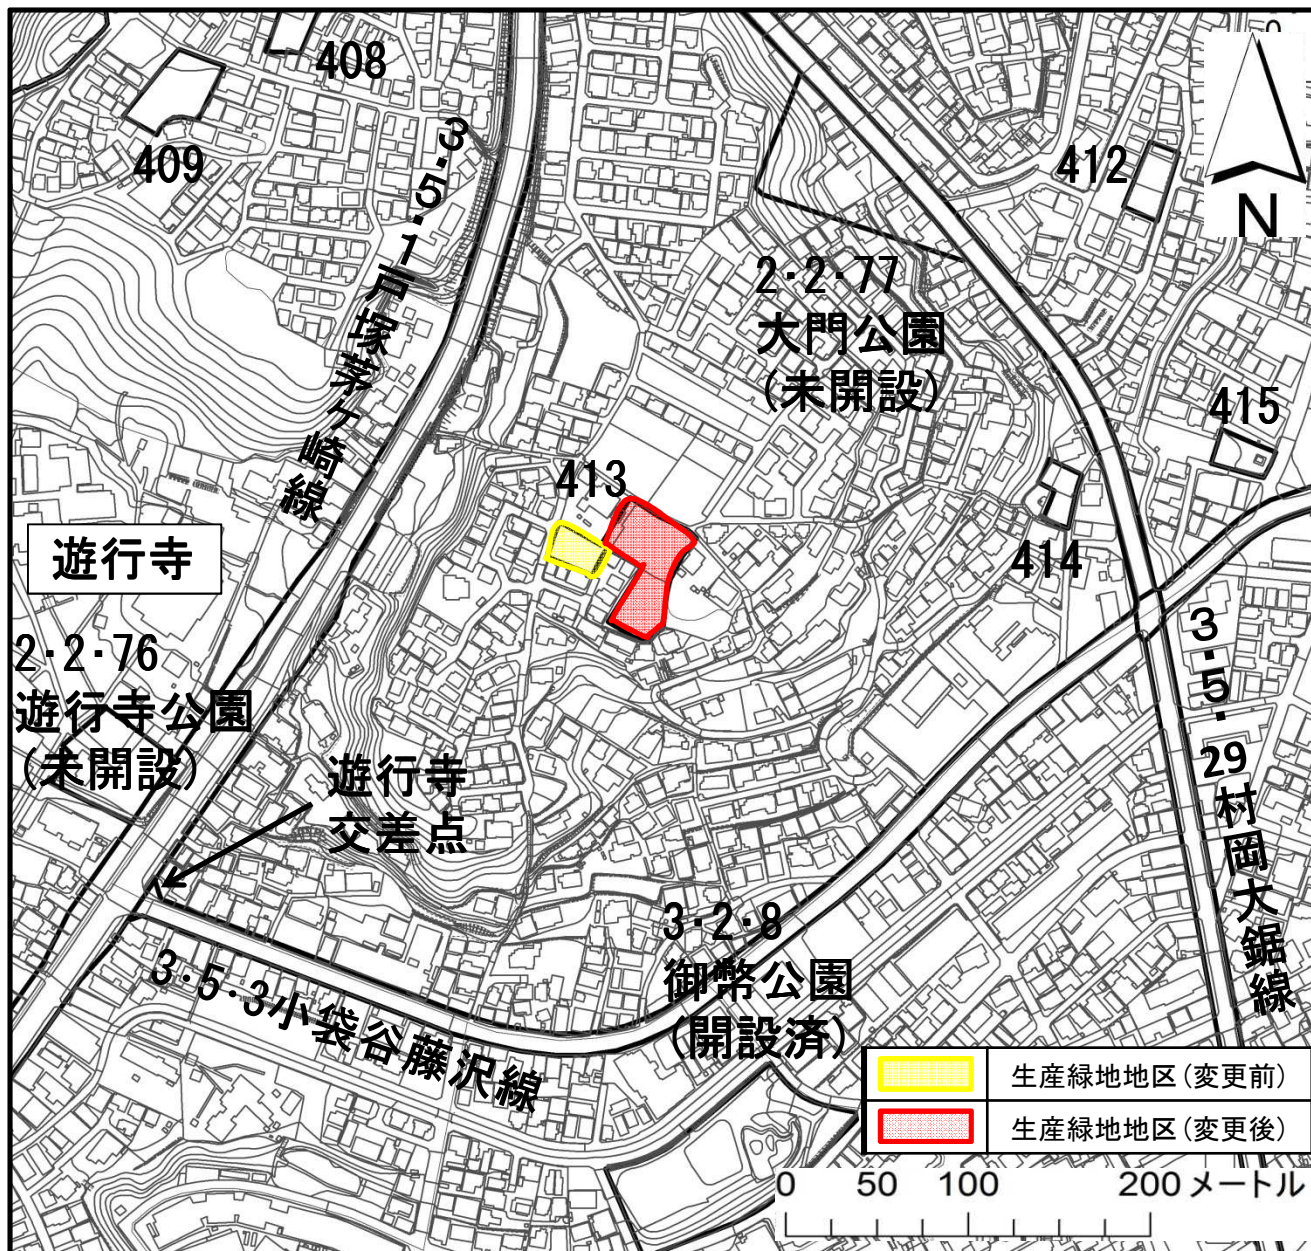 0
408
409
3・5・1戸塚茅ヶ崎線
412
N
2・2・77
大門公園
(未開設)
415
413
414
遊行寺
2・2・76
遊行寺公園
(未開設)
遊行寺
交差点
3・5・29村岡大鋸線
3・2・8
御幣公園
(開設済)
3・5・3小袋谷藤沢線
生産緑地地区(変更前)
生産緑地地区(変更後)
0 50 100 200 メートル